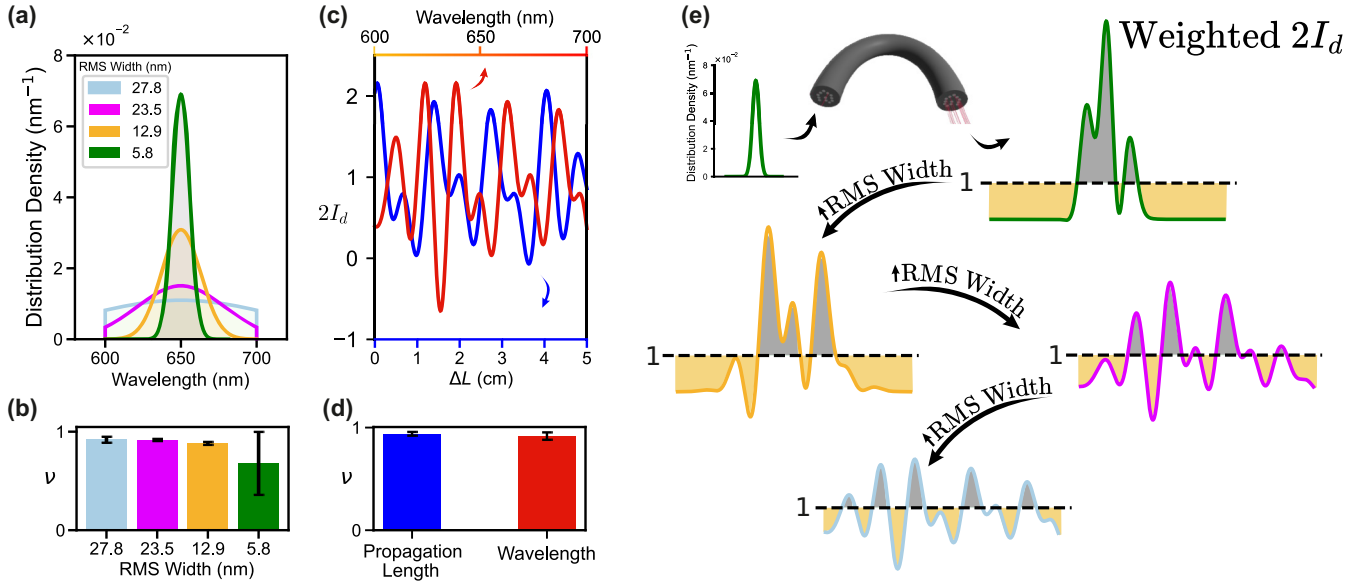 (a)
×10⁻²
Distribution Density (nm⁻¹)
8
6
4
2
0
RMS Width (nm)
27.8
23.5
12.9
5.8
600
650
700
Wavelength (nm)
(b)
ν
1
0
27.8
23.5
12.9
5.8
RMS Width (nm)
(c)
Wavelength (nm)
600
650
700
2I_d
2
1
0
−1
0
1
2
3
4
5
ΔL (cm)
(d)
ν
1
0
Propagation
Length
Wavelength
(e)
×10⁻²
Distribution Density (nm⁻¹)
8
6
4
2
0
Weighted 2I_d
1
↑RMS Width
1
↑RMS Width
1
↑RMS Width
1